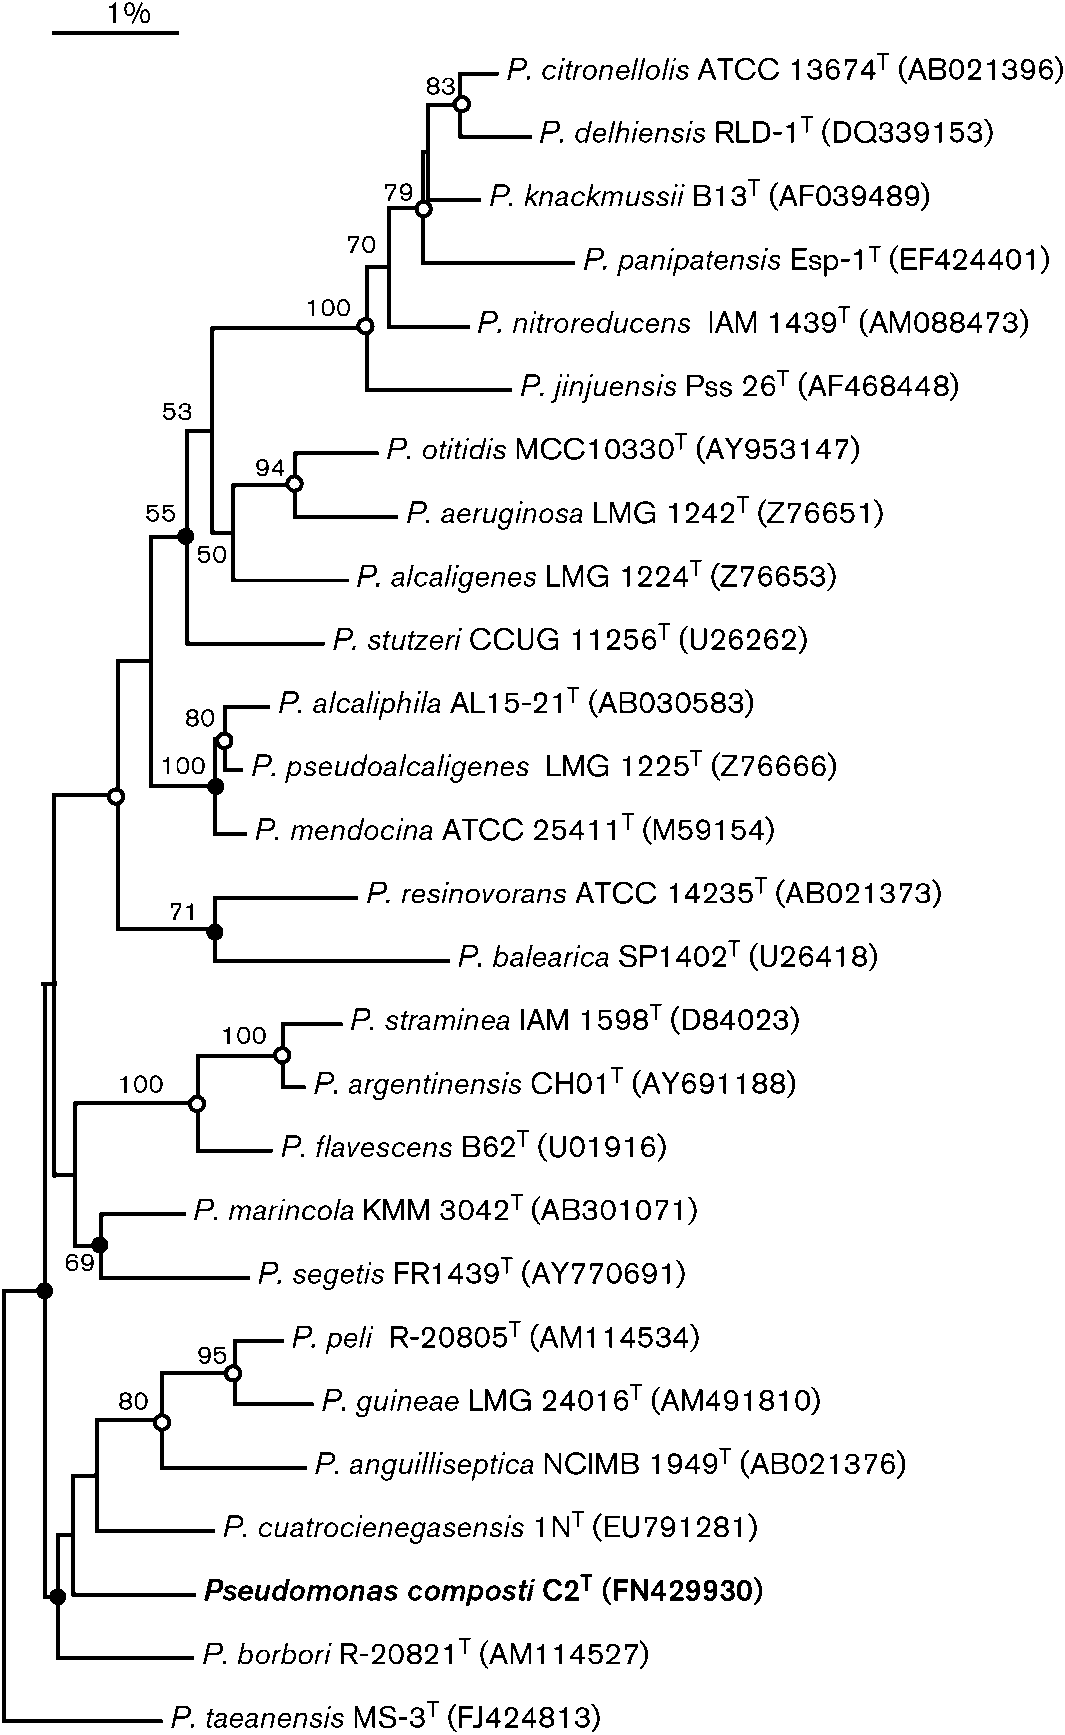 1%
P. citronellolis ATCC 13674ᵀ (AB021396)
83
P. delhiensis RLD-1ᵀ (DQ339153)
79
P. knackmussii B13ᵀ (AF039489)
70
P. panipatensis Esp-1ᵀ (EF424401)
100
P. nitroreducens IAM 1439ᵀ (AM088473)
P. jinjuensis Pss 26ᵀ (AF468448)
53
P. otitidis MCC10330ᵀ (AY953147)
94
55
P. aeruginosa LMG 1242ᵀ (Z76651)
50
P. alcaligenes LMG 1224ᵀ (Z76653)
P. stutzeri CCUG 11256ᵀ (U26262)
P. alcaliphila AL15-21ᵀ (AB030583)
80
100
P. pseudoalcaligenes LMG 1225ᵀ (Z76666)
P. mendocina ATCC 25411ᵀ (M59154)
P. resinovorans ATCC 14235ᵀ (AB021373)
71
P. balearica SP1402ᵀ (U26418)
P. straminea IAM 1598ᵀ (D84023)
100
100
P. argentinensis CH01ᵀ (AY691188)
P. flavescens B62ᵀ (U01916)
P. marincola KMM 3042ᵀ (AB301071)
69
P. segetis FR1439ᵀ (AY770691)
P. peli R-20805ᵀ (AM114534)
95
80
P. guineae LMG 24016ᵀ (AM491810)
P. anguilliseptica NCIMB 1949ᵀ (AB021376)
P. cuatrocienegasensis 1Nᵀ (EU791281)
Pseudomonas composti C2ᵀ (FN429930)
P. borbori R-20821ᵀ (AM114527)
P. taeanensis MS-3ᵀ (FJ424813)